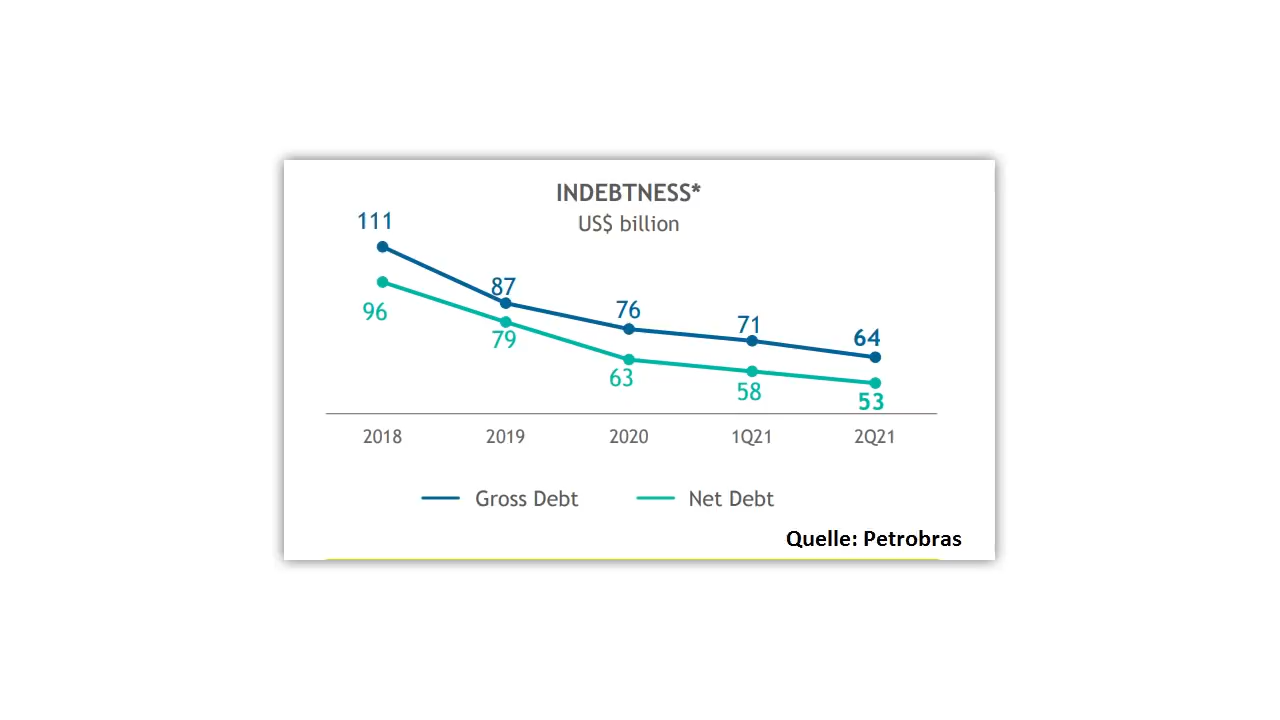 INDEBTNESS*
US$ billion
111
87
76
71
64
96
79
63
58
53
2018 2019 2020 1Q21 2Q21
Gross Debt Net Debt
Quelle: Petrobras